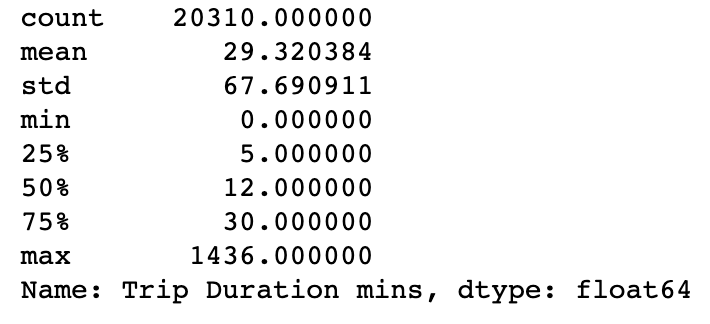 count 20310.000000
mean 29.320384
std 67.690911
min 0.000000
25% 5.000000
50% 12.000000
75% 30.000000
max 1436.000000
Name: Trip Duration mins, dtype: float64